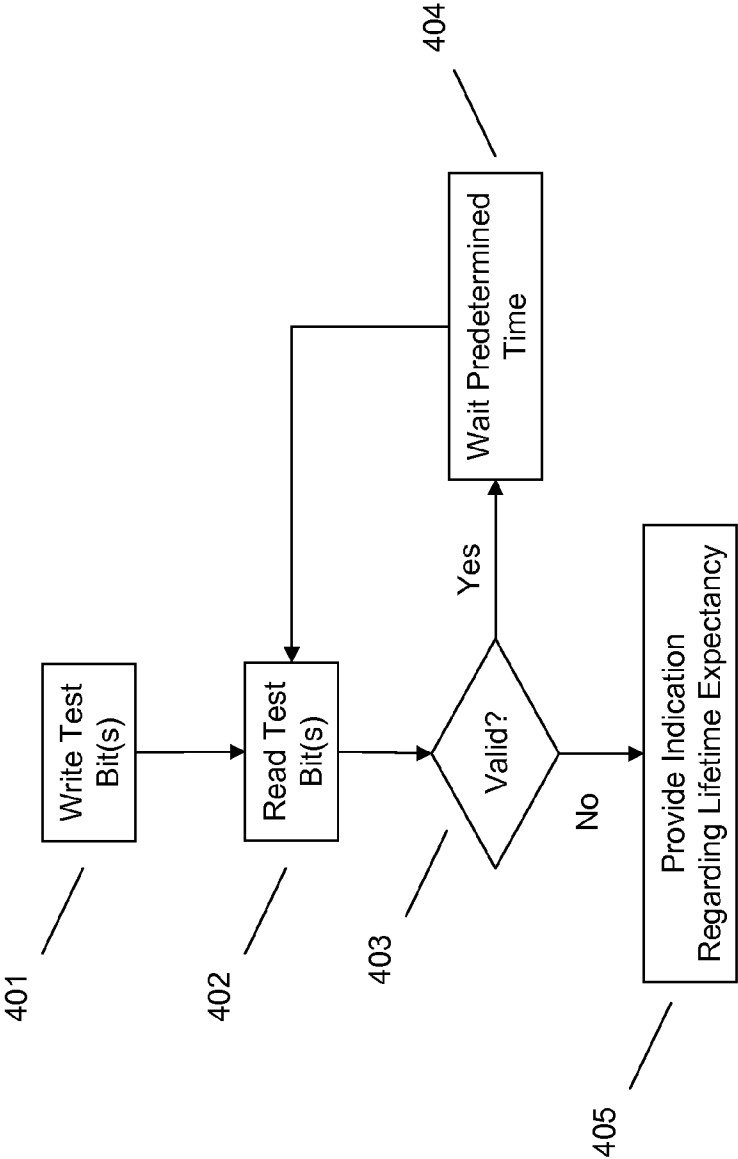 401
Write Test
Bit(s)
402
Read Test
Bit(s)
403
Valid?
Yes
404
Wait Predetermined
Time
No
405
Provide Indication
Regarding Lifetime Expectancy